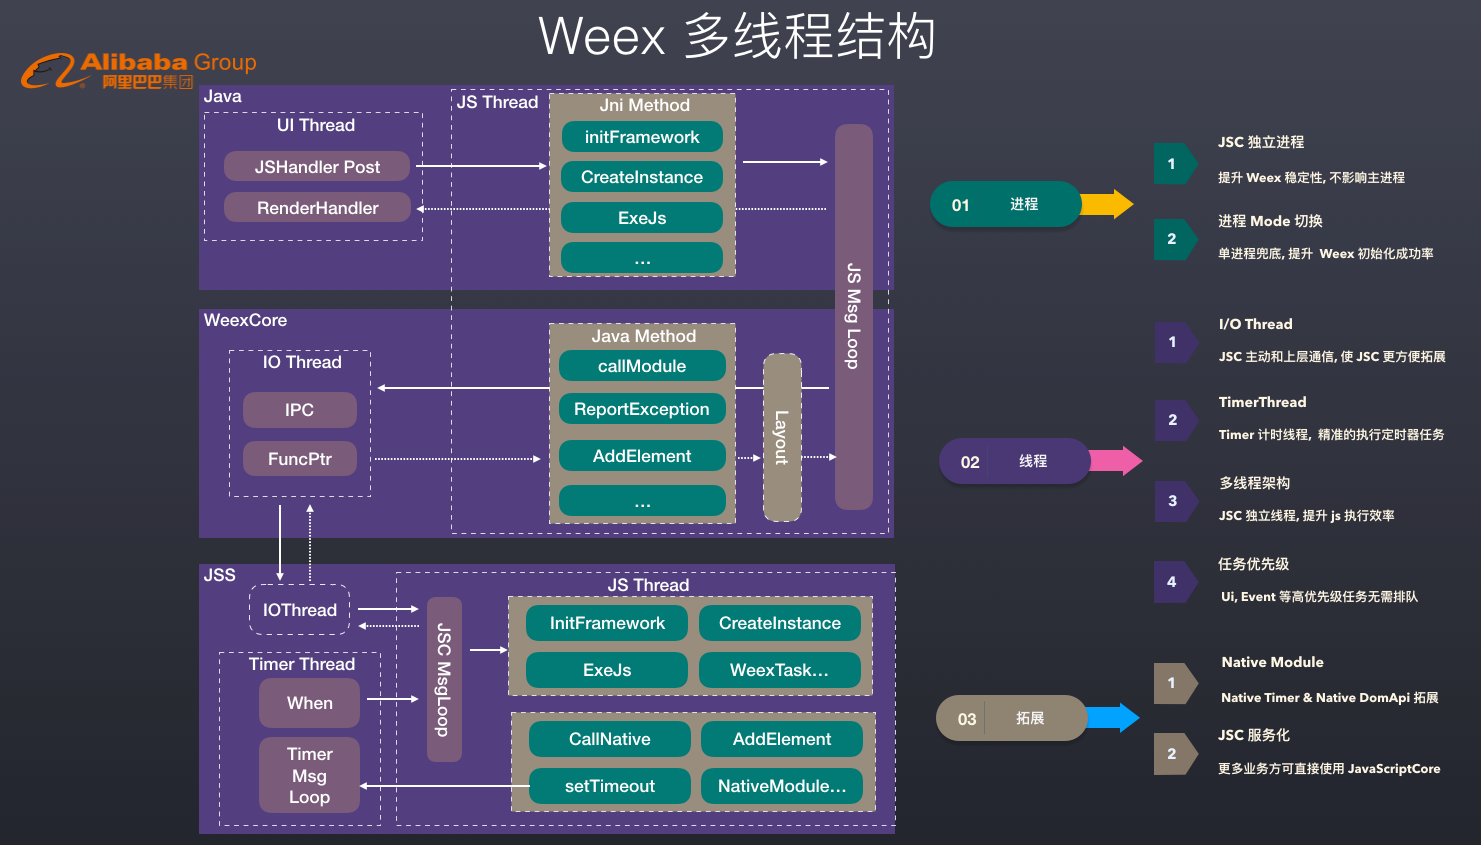 Weex 多线程结构
Alibaba Group
阿里巴巴集团
Java
UI Thread
JSHandler Post
RenderHandler
JS Thread
Jni Method
initFramework
CreateInstance
ExeJs
...
JS Msg Loop
WeexCore
IO Thread
IPC
FuncPtr
Java Method
callModule
ReportException
AddElement
...
Layout
JSS
IOThread
Timer Thread
When
Timer
Msg
Loop
JSC MsgLoop
JS Thread
InitFramework
CreateInstance
ExeJs
WeexTask...
CallNative
AddElement
setTimeout
NativeModule...
01 进程
1
JSC 独立进程
提升 Weex 稳定性, 不影响主进程
2
进程 Mode 切换
单进程兜底, 提升 Weex 初始化成功率
02 线程
1
I/O Thread
JSC 主动和上层通信, 使 JSC 更方便拓展
2
TimerThread
Timer 计时线程, 精准的执行定时器任务
3
多线程架构
JSC 独立线程, 提升 js 执行效率
4
任务优先级
Ui, Event 等高优先级任务无需排队
03 拓展
1
Native Module
Native Timer & Native DomApi 拓展
2
JSC 服务化
更多业务方可直接使用 JavaScriptCore